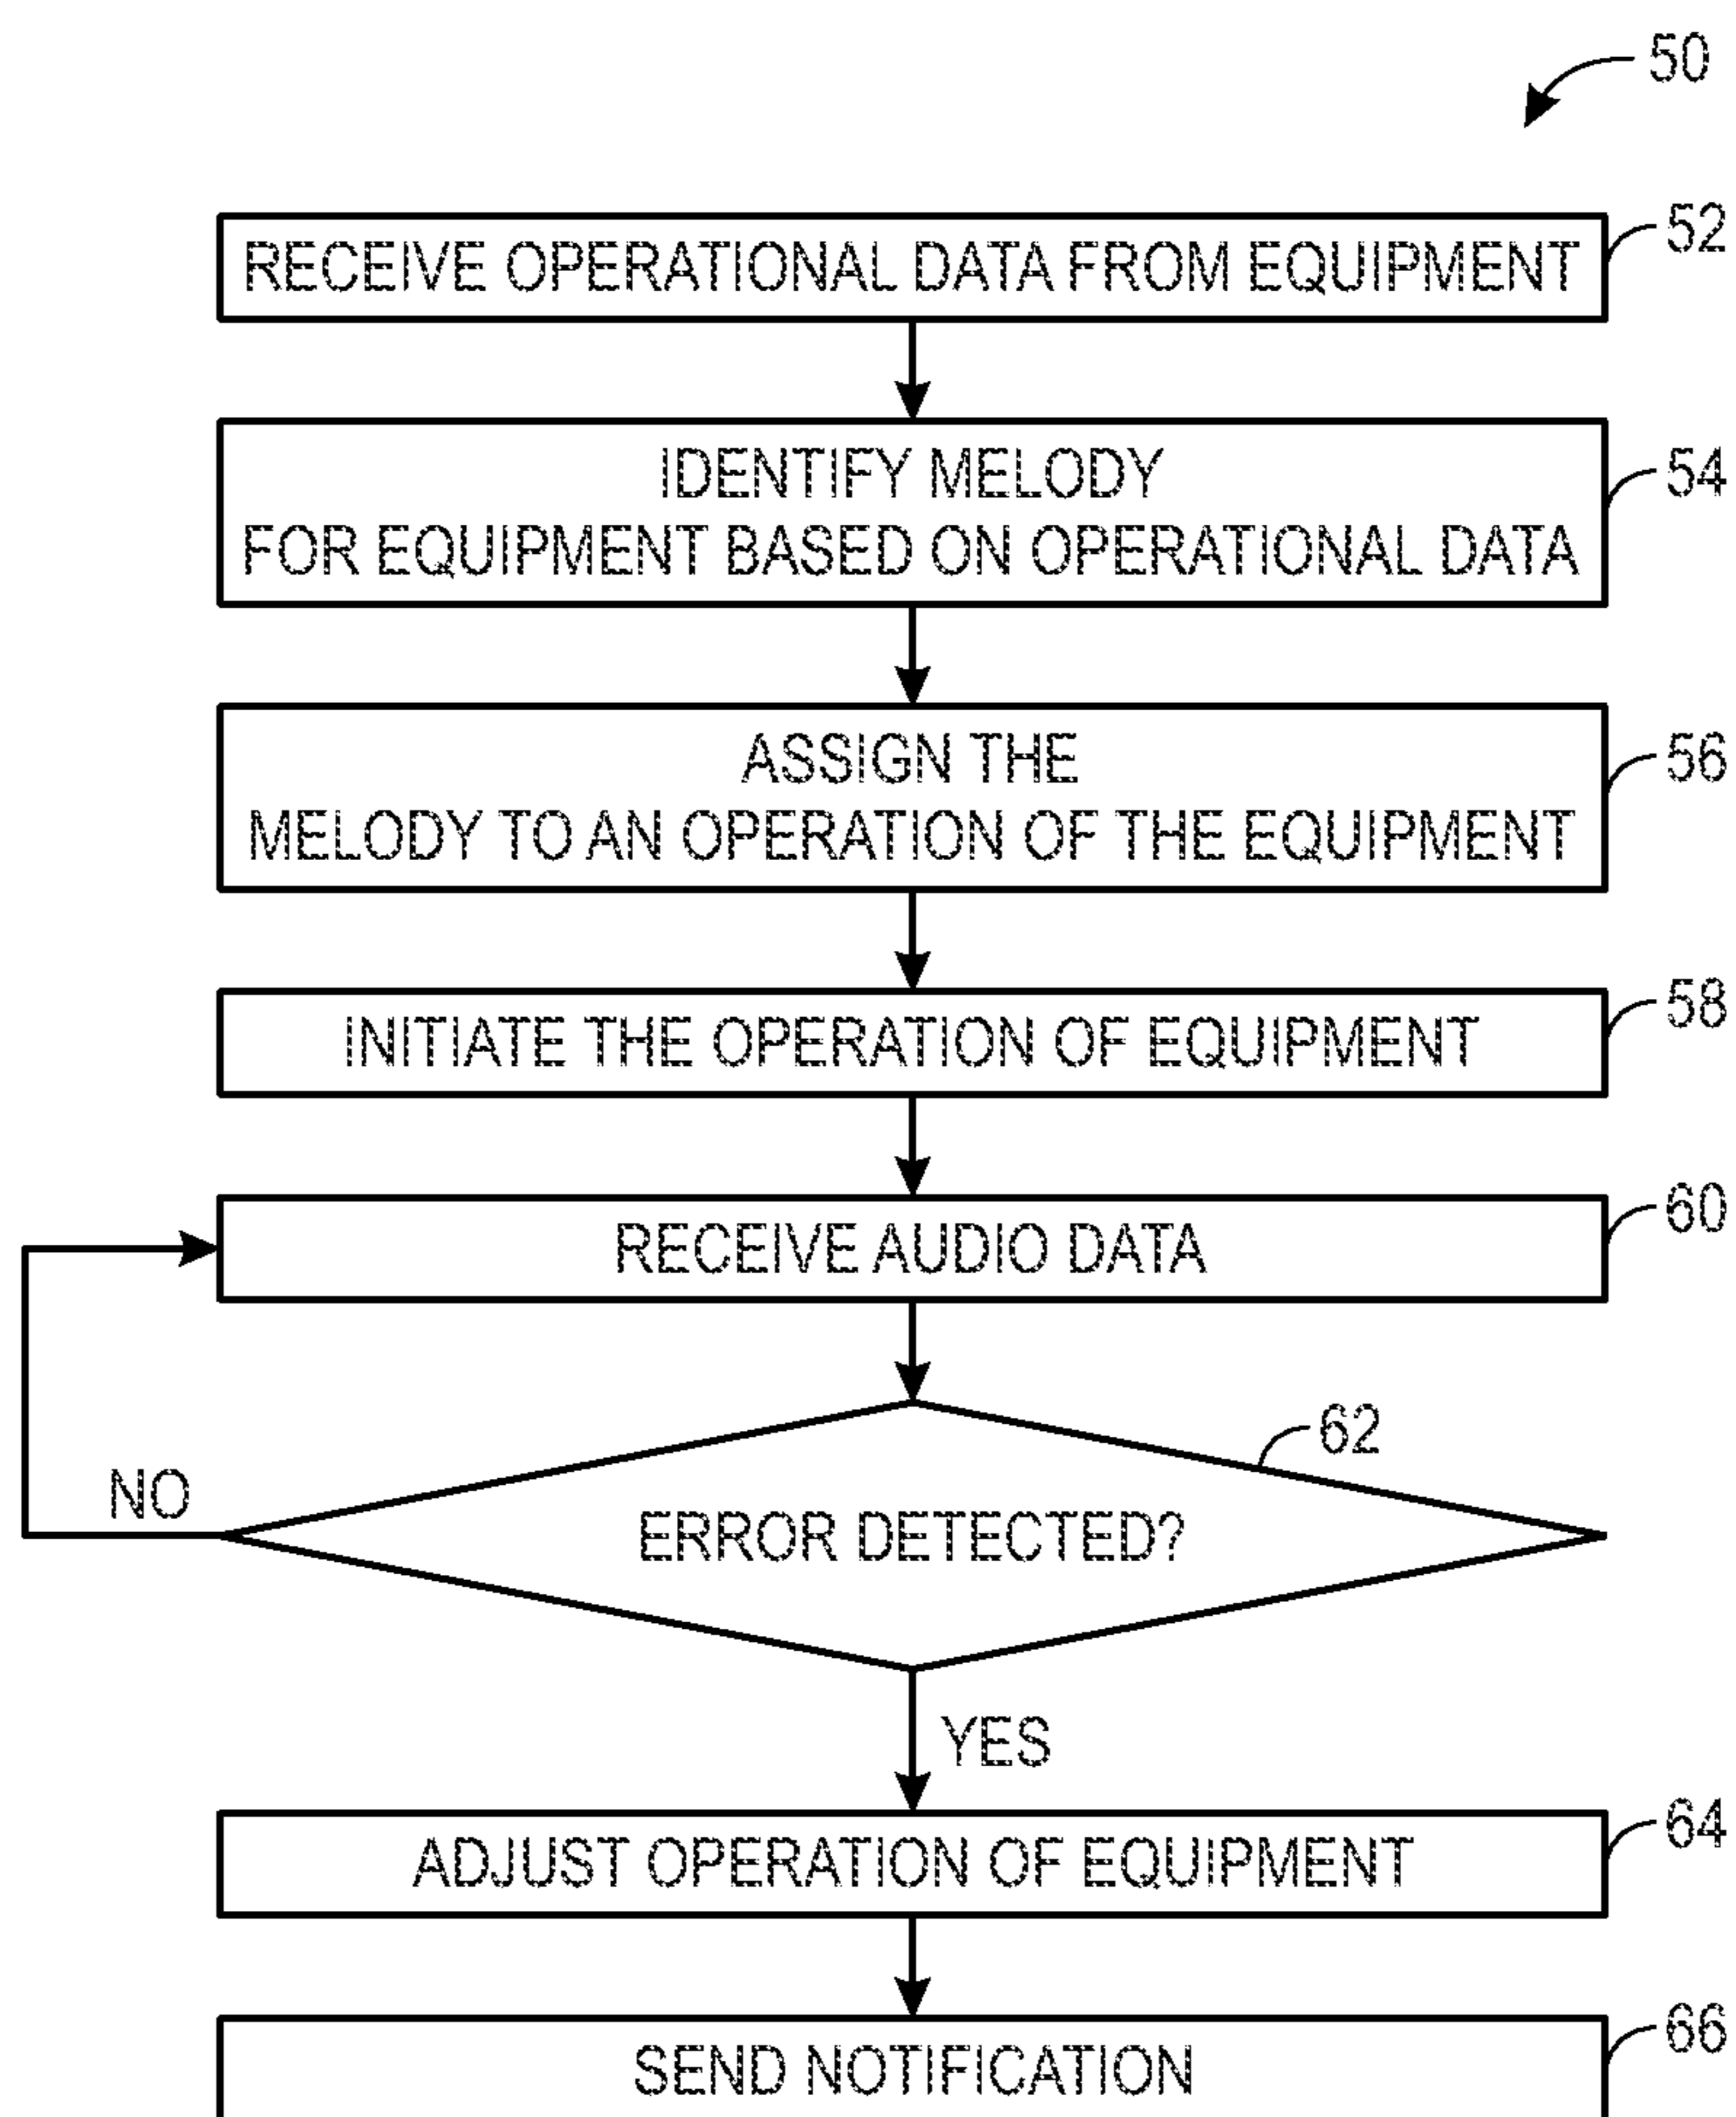 50
RECEIVE OPERATIONAL DATA FROM EQUIPMENT
52
IDENTIFY MELODY
FOR EQUIPMENT BASED ON OPERATIONAL DATA
54
ASSIGN THE
MELODY TO AN OPERATION OF THE EQUIPMENT
56
INITIATE THE OPERATION OF EQUIPMENT
58
RECEIVE AUDIO DATA
60
62
NO
ERROR DETECTED?
YES
ADJUST OPERATION OF EQUIPMENT
64
SEND NOTIFICATION
66